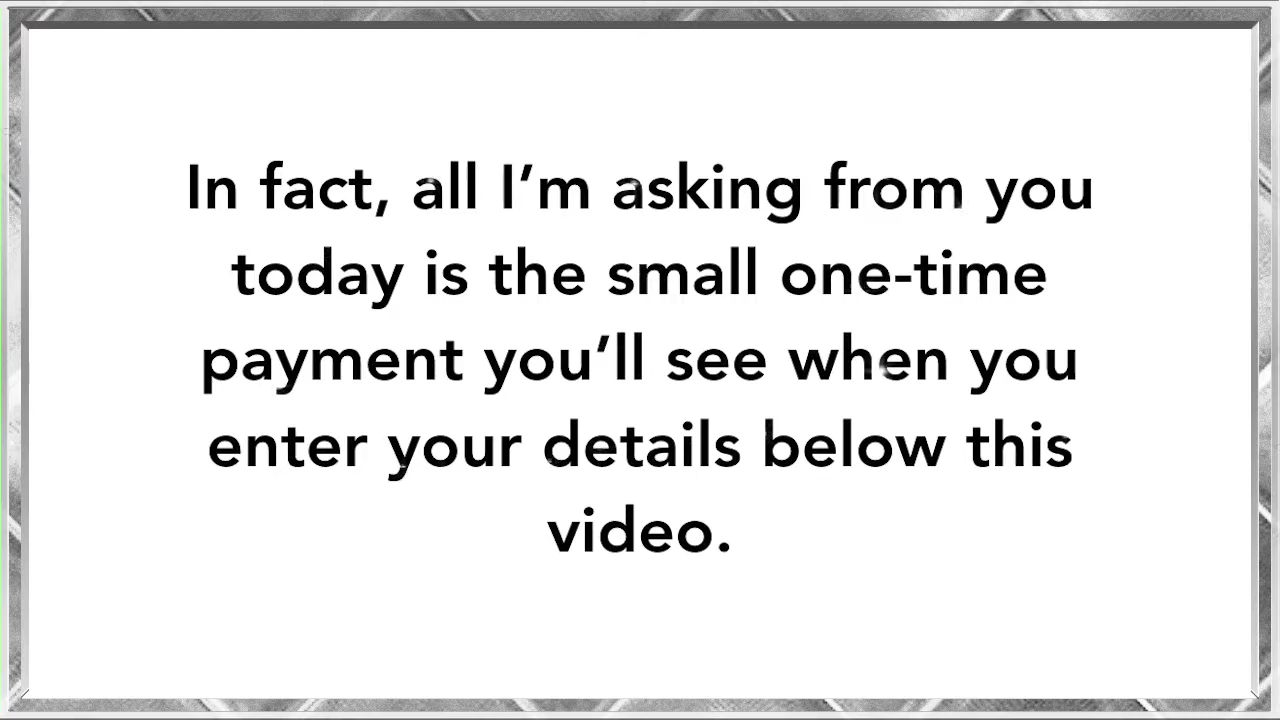 In fact, all I’m asking from you
today is the small one-time
payment you’ll see when you
enter your details below this
video.